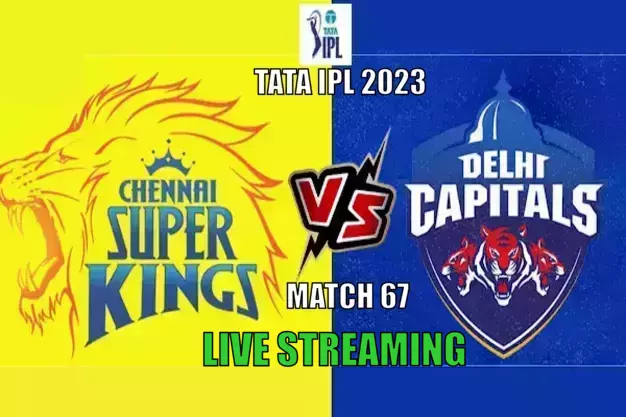 TATA
IPL
TATA IPL 2023
CHENNAI
SUPER
KINGS
VS
DELHI
CAPITALS
MATCH 67
LIVE STREAMING